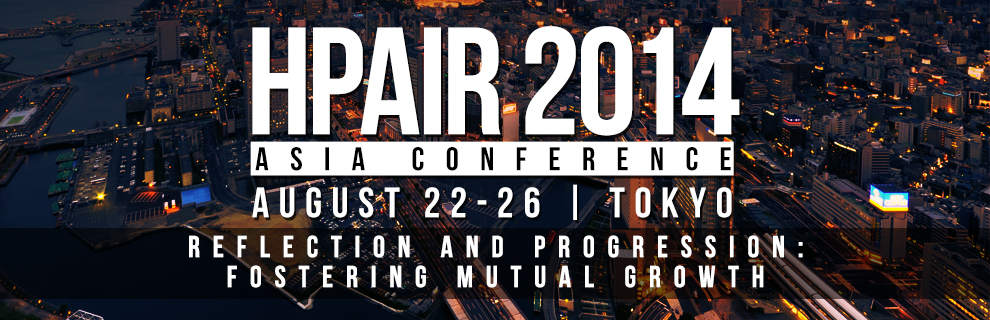 HPAIR 2014
ASIA CONFERENCE
AUGUST 22-26 | TOKYO
REFLECTION AND PROGRESSION:
FOSTERING MUTUAL GROWTH